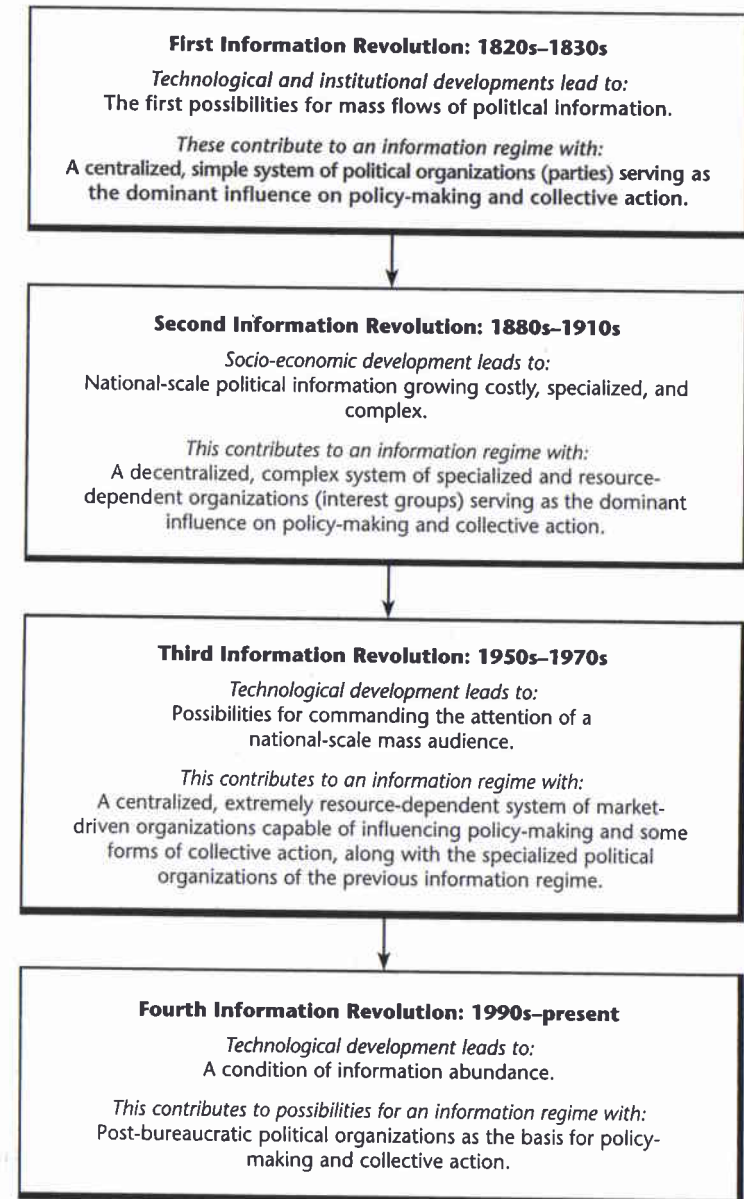 First Information Revolution: 1820s–1830s
Technological and institutional developments lead to:
The first possibilities for mass flows of political information.
These contribute to an information regime with:
A centralized, simple system of political organizations (parties) serving as
the dominant influence on policy-making and collective action.
Second Information Revolution: 1880s–1910s
Socio-economic development leads to:
National-scale political information growing costly, specialized, and
complex.
This contributes to an information regime with:
A decentralized, complex system of specialized and resource-
dependent organizations (interest groups) serving as the dominant
influence on policy-making and collective action.
Third Information Revolution: 1950s–1970s
Technological development leads to:
Possibilities for commanding the attention of a
national-scale mass audience.
This contributes to an information regime with:
A centralized, extremely resource-dependent system of market-
driven organizations capable of influencing policy-making and some
forms of collective action, along with the specialized political
organizations of the previous information regime.
Fourth Information Revolution: 1990s–present
Technological development leads to:
A condition of information abundance.
This contributes to possibilities for an information regime with:
Post-bureaucratic political organizations as the basis for policy-
making and collective action.